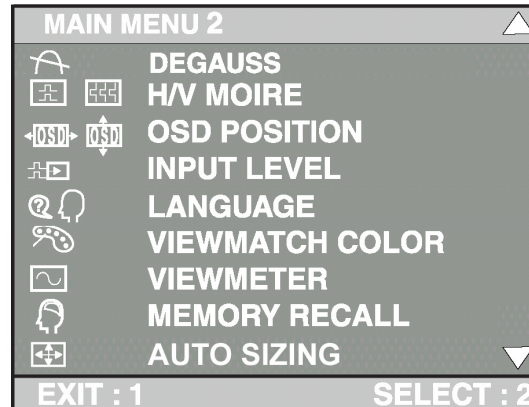 MAIN MENU 2
DEGAUSS
H/V MOIRE
OSD OSD OSD POSITION
INPUT LEVEL
LANGUAGE
VIEWMATCH COLOR
VIEWMETER
MEMORY RECALL
AUTO SIZING
EXIT : 1 SELECT : 2